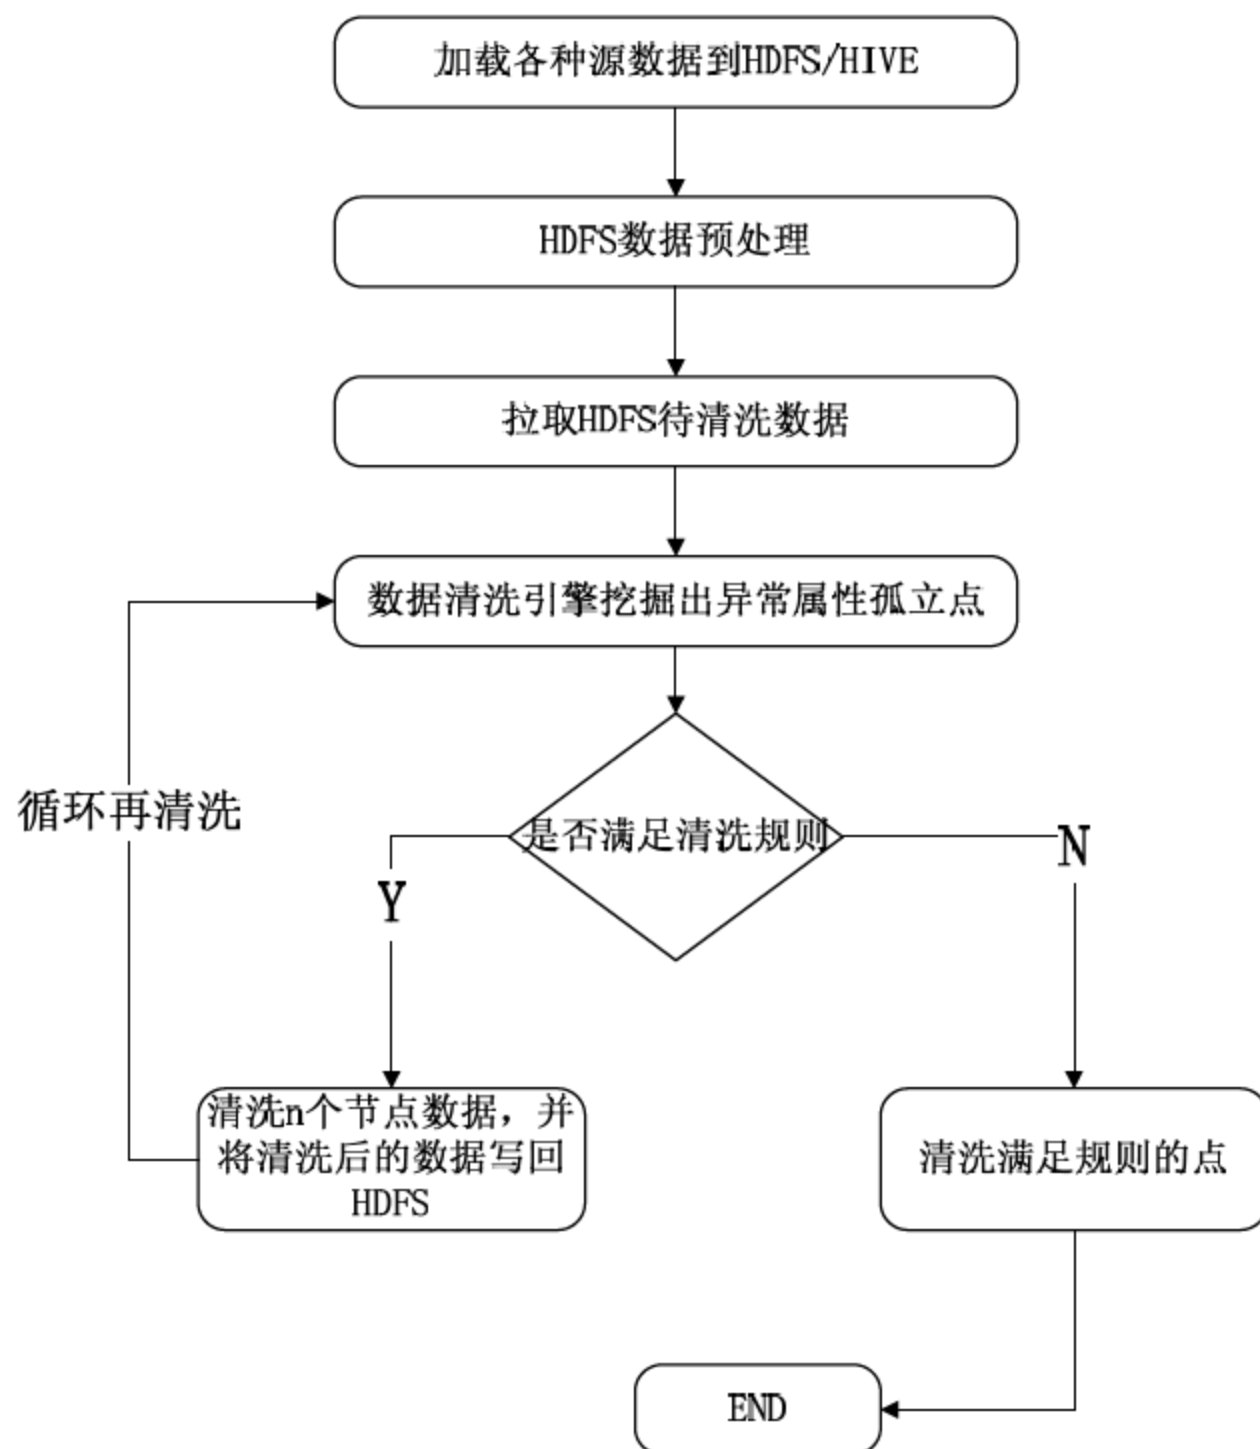 加载各种源数据到HDFS/HIVE
HDFS数据预处理
拉取HDFS待清洗数据
数据清洗引擎挖掘出异常属性孤立点
循环再清洗
是否满足清洗规则
N
Y
清洗n个节点数据，并
将清洗后的数据写回
HDFS
清洗满足规则的点
END